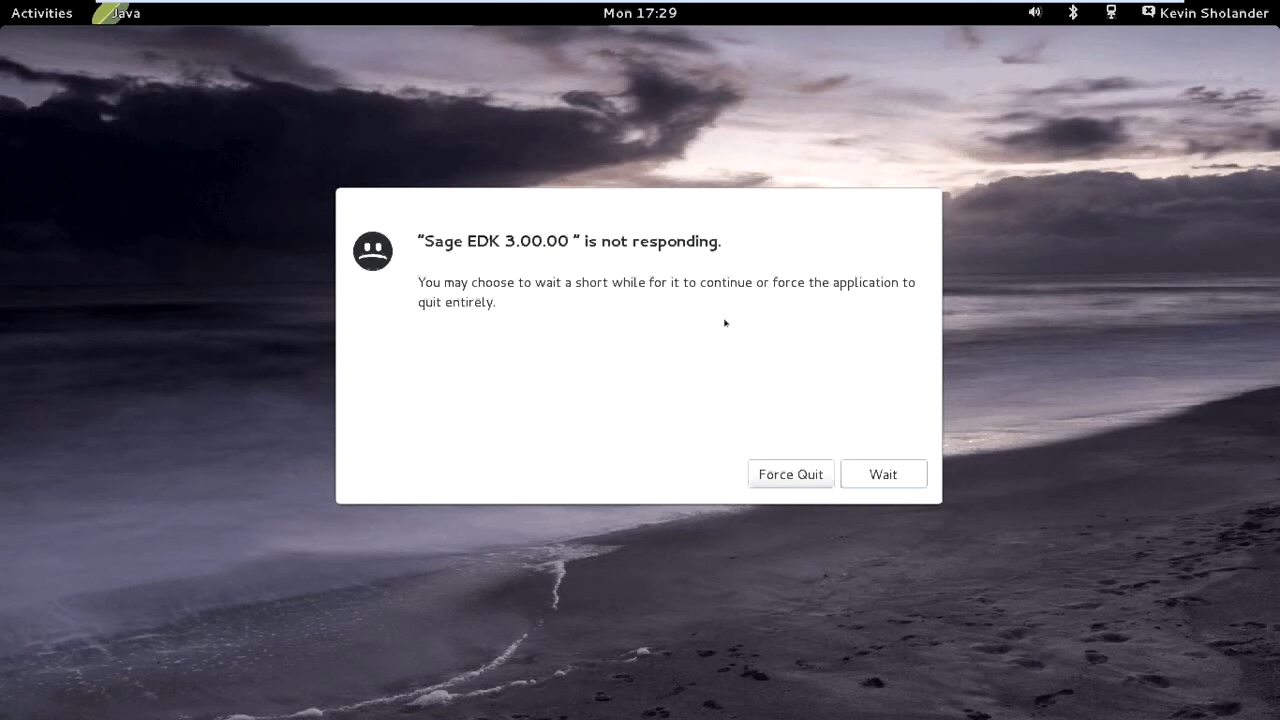 Activities
Java
Mon 17:29
Kevin Sholander
"Sage EDK 3.00.00 " is not responding.
You may choose to wait a short while for it to continue or force the application to
quit entirely.
Force Quit
Wait